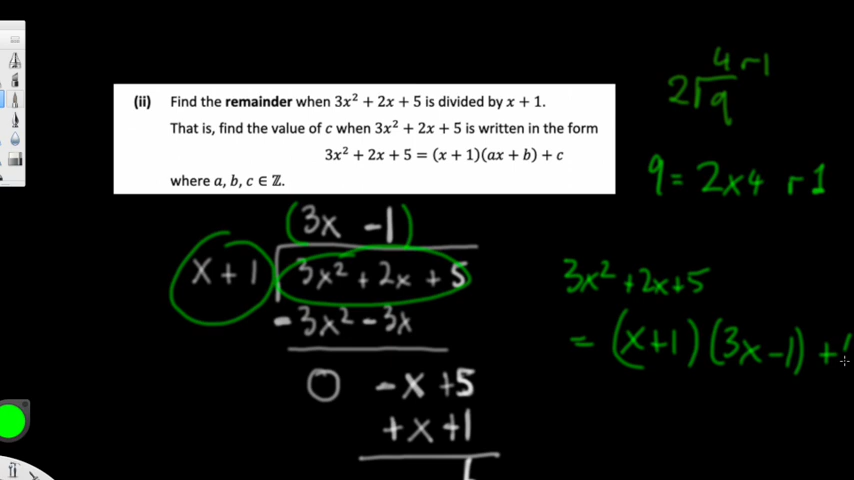 (ii) Find the remainder when 3x² + 2x + 5 is divided by x + 1.
That is, find the value of c when 3x² + 2x + 5 is written in the form
3x² + 2x + 5 = (x + 1)(ax + b) + c
where a, b, c ∈ ℤ.
4 r 1
2 9
9 = 2 x 4 r 1
(3x - 1)
x + 1 3x² + 2x + 5
- 3x² - 3x
0 - x + 5
+ x + 1
3x² + 2x + 5
= (x + 1) (3x - 1) +